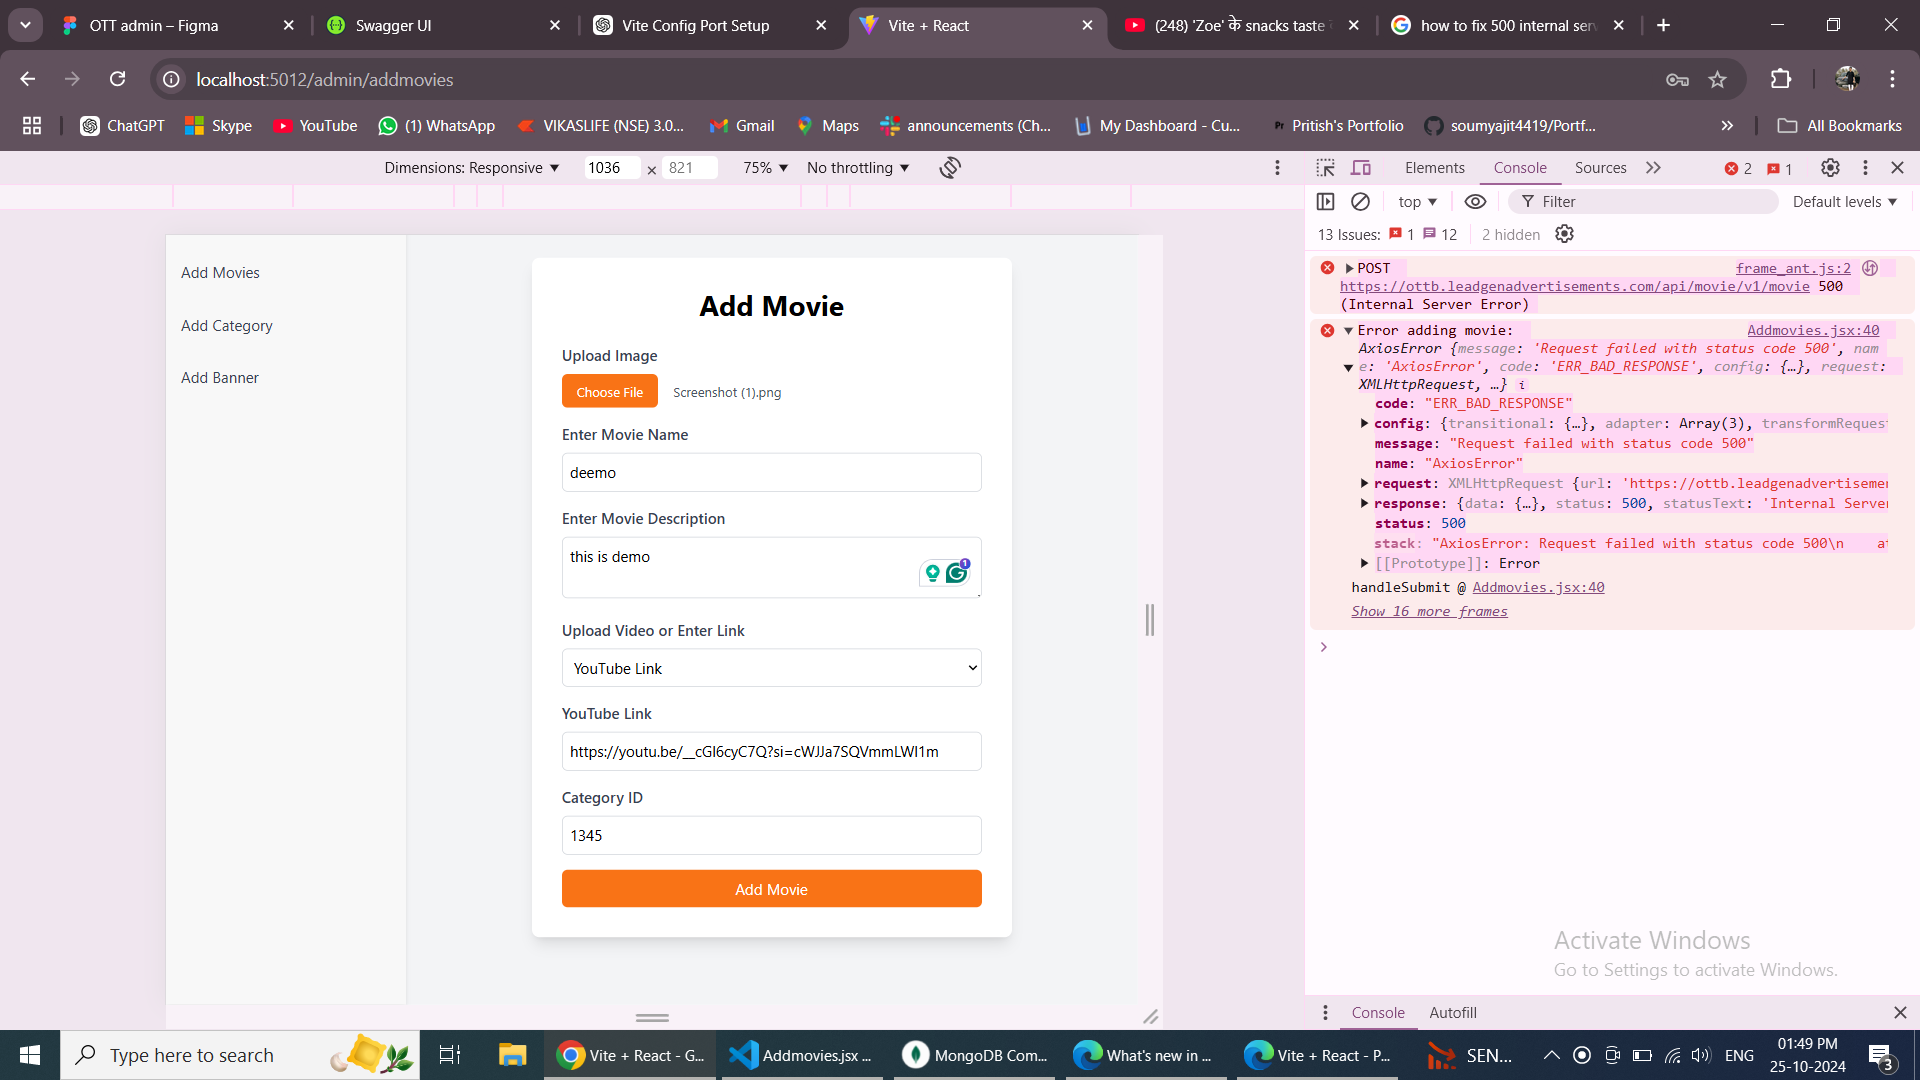 OTT admin – Figma
Swagger UI
Vite Config Port Setup
Vite + React
(248) 'Zoe' के snacks taste
how to fix 500 internal ser
localhost:5012/admin/addmovies
ChatGPT
Skype
YouTube
(1) WhatsApp
VIKASLIFE (NSE) 3.0...
Gmail
Maps
announcements (Ch...
My Dashboard - Cu...
Pr Pritish's Portfolio
soumyajit4419/Portf...
All Bookmarks
Dimensions: Responsive
1036 × 821
75%
No throttling
Elements
Console
Sources
2
1
top
Filter
Default levels
13 Issues: 1 12
2 hidden
Add Movies
Add Category
Add Banner
Add Movie
Upload Image
Choose File Screenshot (1).png
Enter Movie Name
deemo
Enter Movie Description
this is demo
1
Upload Video or Enter Link
YouTube Link
YouTube Link
https://youtu.be/__cGl6cyC7Q?si=cWJJa7SQVmmLWI1m
Category ID
1345
Add Movie
POST frame_ant.js:2
https://ottb.leadgenadvertisements.com/api/movie/v1/movie 500
(Internal Server Error)
Error adding movie: Addmovies.jsx:40
AxiosError {message: 'Request failed with status code 500', nam
e: 'AxiosError', code: 'ERR_BAD_RESPONSE', config: {…}, request:
XMLHttpRequest, …} i
code: "ERR_BAD_RESPONSE"
config: {transitional: {…}, adapter: Array(3), transformReques
message: "Request failed with status code 500"
name: "AxiosError"
request: XMLHttpRequest {url: 'https://ottb.leadgenadvertisemen
response: {data: {…}, status: 500, statusText: 'Internal Server
status: 500
stack: "AxiosError: Request failed with status code 500\n at
[[Prototype]]: Error
handleSubmit @ Addmovies.jsx:40
Show 16 more frames
Activate Windows
Go to Settings to activate Windows.
Console
Autofill
Type here to search
Vite + React - G...
Addmovies.jsx ...
MongoDB Com...
What's new in ...
Vite + React - P...
SEN...
ENG
01:49 PM
25-10-2024
3